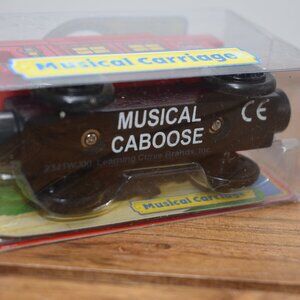 Musical Carriage
MUSICAL
CABOOSE
CE
Learning Curve Brands, Inc.
Musical Carriage